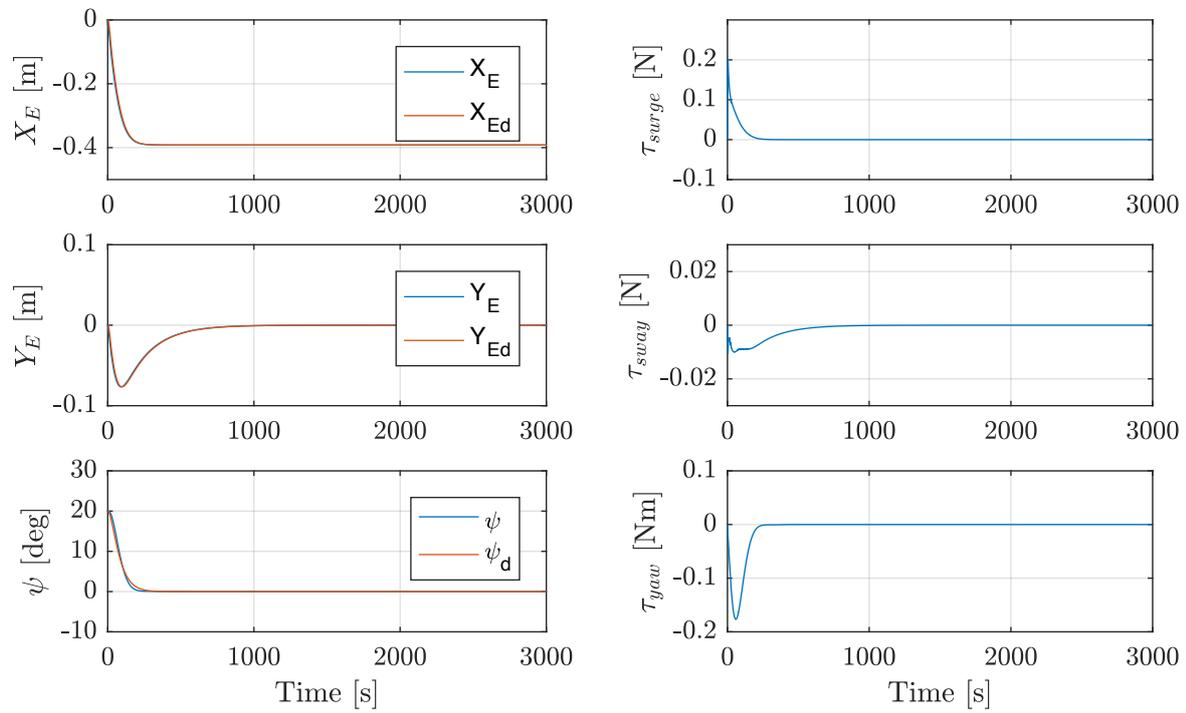 0
-0.2
-0.4
X_E [m]
X_E
X_Ed
0 1000 2000 3000
0.2
0.1
0
-0.1
τ_surge [N]
0 1000 2000 3000
0.1
0
-0.1
Y_E [m]
Y_E
Y_Ed
0 1000 2000 3000
0.02
0
-0.02
τ_sway [N]
0 1000 2000 3000
30
20
10
0
-10
ψ [deg]
ψ
ψ_d
0 1000 2000 3000
Time [s]
0.1
0
-0.1
-0.2
τ_yaw [Nm]
0 1000 2000 3000
Time [s]